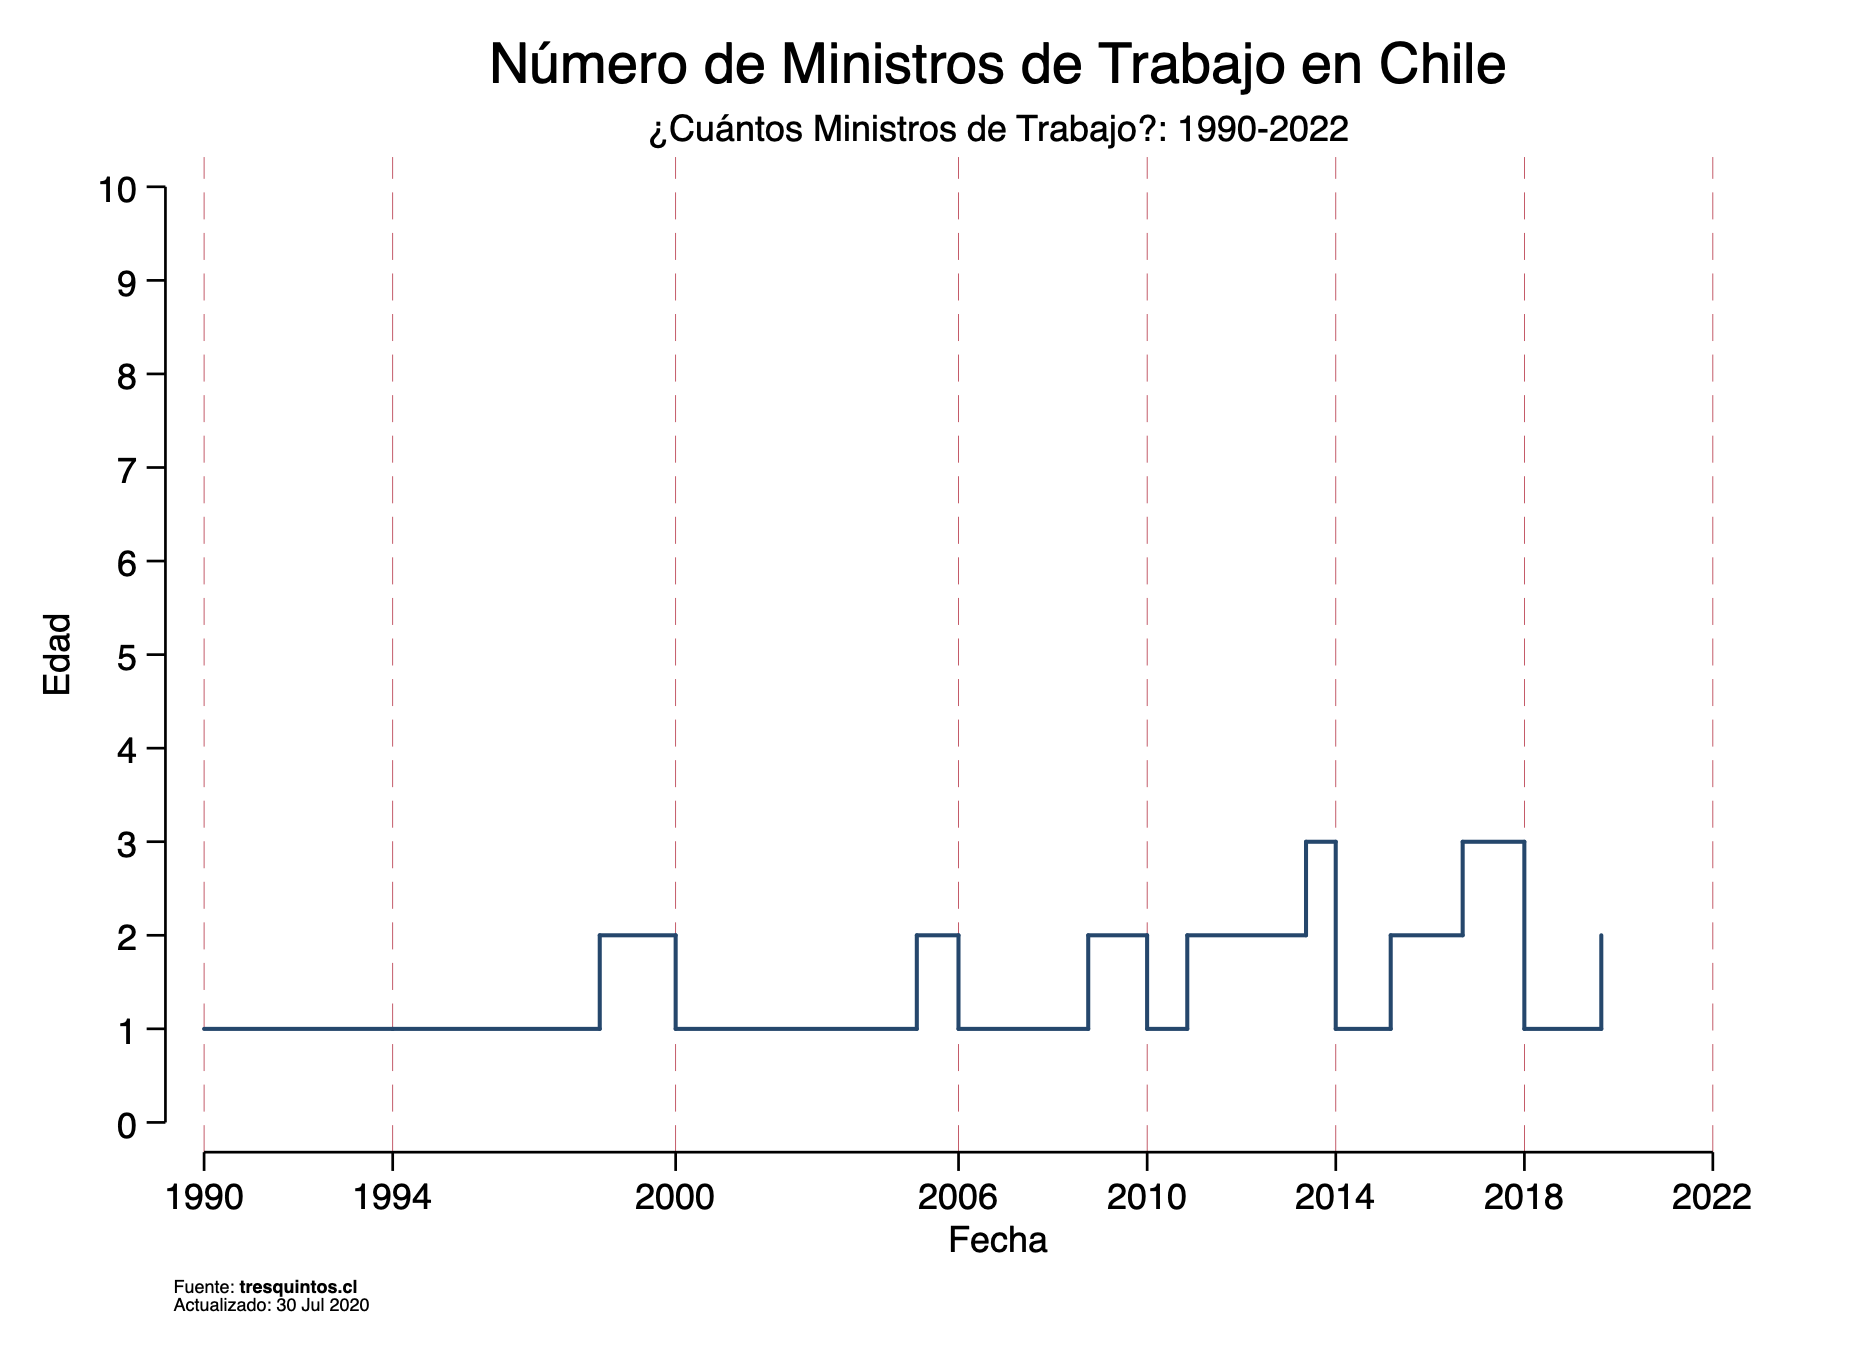 Número de Ministros de Trabajo en Chile
¿Cuántos Ministros de Trabajo?: 1990-2022
10
9
8
7
6
5
4
3
2
1
0
Edad
1990 1994 2000 2006 2010 2014 2018 2022
Fecha
Fuente: tresquintos.cl
Actualizado: 30 Jul 2020